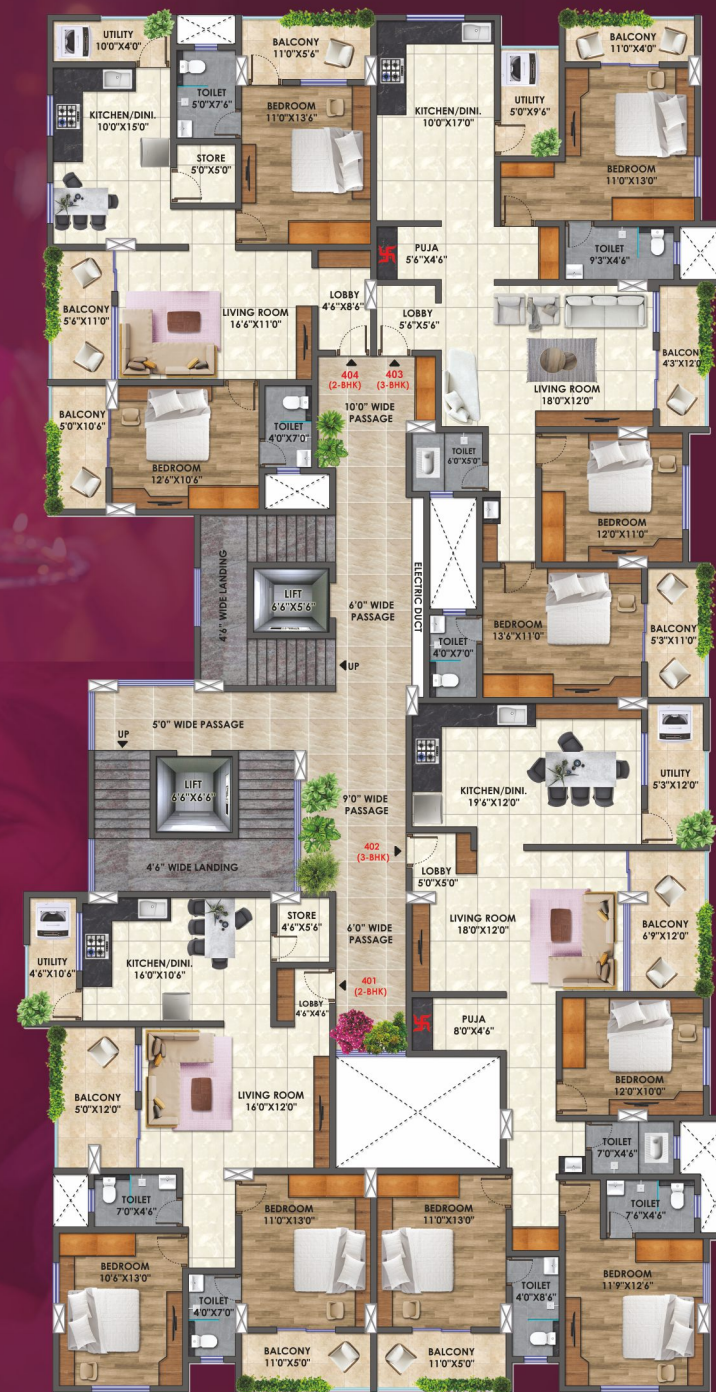 UTILITY
10'0"X4'0"
BALCONY
11'0"X5'6"
BALCONY
11'0"X4'0"
TOILET
5'0"X7'6"
KITCHEN/DINI.
10'0"X15'0"
BEDROOM
11'0"X13'6"
KITCHEN/DINI.
10'0"X17'0"
UTILITY
5'0"X9'6"
BEDROOM
11'0"X13'0"
STORE
5'0"X5'0"
PUJA
5'6"X4'6"
TOILET
9'3"X4'6"
BALCONY
5'6"X11'0"
LIVING ROOM
16'6"X11'0"
LOBBY
4'6"X8'6"
LOBBY
5'6"X5'6"
BALCONY
4'3"X12'0"
404
(2-BHK)
403
(3-BHK)
LIVING ROOM
18'0"X12'0"
10'0" WIDE
PASSAGE
BALCONY
5'0"X10'6"
TOILET
4'0"X7'0"
BEDROOM
12'6"X10'6"
TOILET
6'0"X5'0"
BEDROOM
12'0"X11'0"
4'6" WIDE LANDING
LIFT
6'6"X5'6"
6'0" WIDE
PASSAGE
ELECTRIC DUCT
TOILET
4'0"X7'0"
BEDROOM
13'6"X11'0"
BALCONY
5'3"X11'0"
UP
5'0" WIDE PASSAGE
UP
LIFT
6'6"X6'6"
9'0" WIDE
PASSAGE
KITCHEN/DINI.
19'6"X12'0"
UTILITY
5'3"X12'0"
402
(3-BHK)
LOBBY
5'0"X5'0"
4'6" WIDE LANDING
LIVING ROOM
18'0"X12'0"
BALCONY
6'9"X12'0"
STORE
4'6"X5'6"
6'0" WIDE
PASSAGE
UTILITY
4'6"X10'6"
KITCHEN/DINI.
16'0"X10'6"
401
(2-BHK)
LOBBY
4'6"X4'6"
PUJA
8'0"X4'6"
BEDROOM
12'0"X10'0"
BALCONY
5'0"X12'0"
LIVING ROOM
16'0"X12'0"
TOILET
7'0"X4'6"
TOILET
7'0"X4'6"
TOILET
7'6"X4'6"
BEDROOM
11'0"X13'0"
BEDROOM
11'0"X13'0"
BEDROOM
10'6"X13'0"
BEDROOM
11'9"X12'6"
TOILET
4'0"X7'0"
TOILET
4'0"X8'6"
BALCONY
11'0"X5'0"
BALCONY
11'0"X5'0"